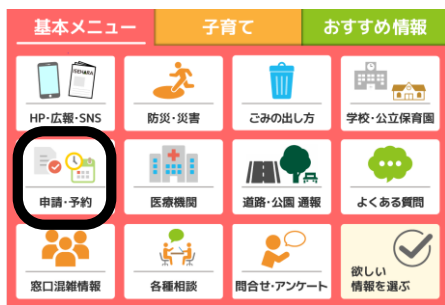 基本メニュー
子育て
おすすめ情報
ISEHARA
HP・広報・SNS
防災・災害
ごみの出し方
学校・公立保育園
申請・予約
医療機関
道路・公園 通報
よくある質問
窓口混雑情報
各種相談
問合せ・アンケート
欲しい
情報を選ぶ